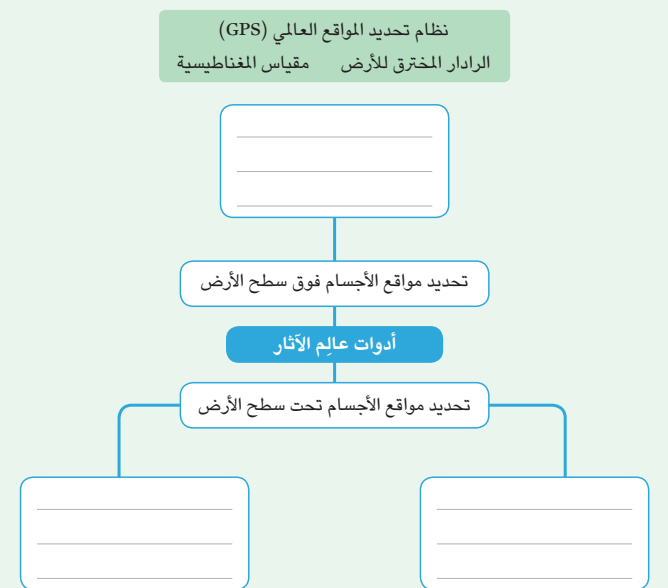 نظام تحديد المواقع العالمي (GPS)
الرادار المخترق للأرض مقياس المغناطيسية
تحديد مواقع الأجسام فوق سطح الأرض
أدوات عالِم الآثار
تحديد مواقع الأجسام تحت سطح الأرض